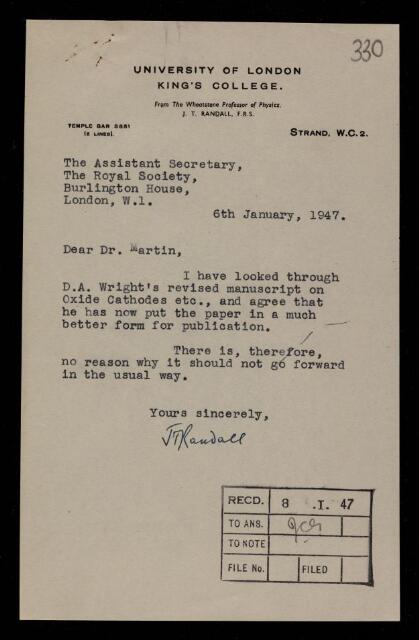 330
UNIVERSITY OF LONDON
KING'S COLLEGE.
From The Wheatstone Professor of Physics.
J. T. RANDALL, F.R.S.
TEMPLE BAR 5651
(2 LINES).
STRAND, W.C.2.
The Assistant Secretary,
The Royal Society,
Burlington House,
London, W.1.
6th January, 1947.
Dear Dr. Martin,
I have looked through
D.A. Wright's revised manuscript on
Oxide Cathodes etc., and agree that
he has now put the paper in a much
better form for publication.
There is, therefore,
no reason why it should not go forward
in the usual way.
Yours sincerely,
JTRandall
RECD. 8 .I. 47
TO ANS.
TO NOTE
FILE No. FILED